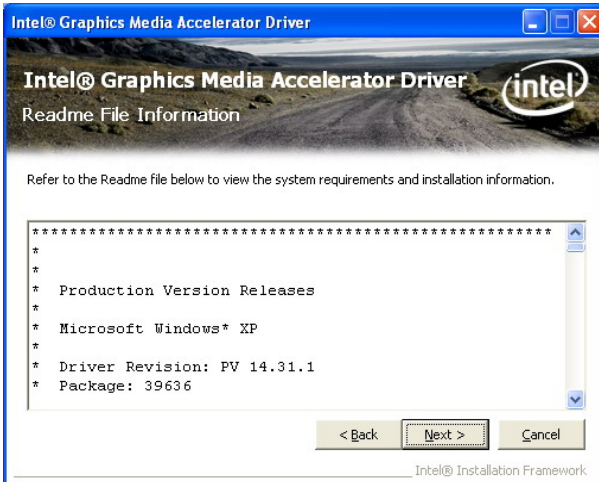 Intel® Graphics Media Accelerator Driver
Intel® Graphics Media Accelerator Driver
(intel)
Readme File Information
Refer to the Readme file below to view the system requirements and installation information.
*******************************************************
*
*
* Production Version Releases
*
* Microsoft Windows* XP
*
* Driver Revision: PV 14.31.1
* Package: 39636
< Back Next > Cancel
Intel® Installation Framework